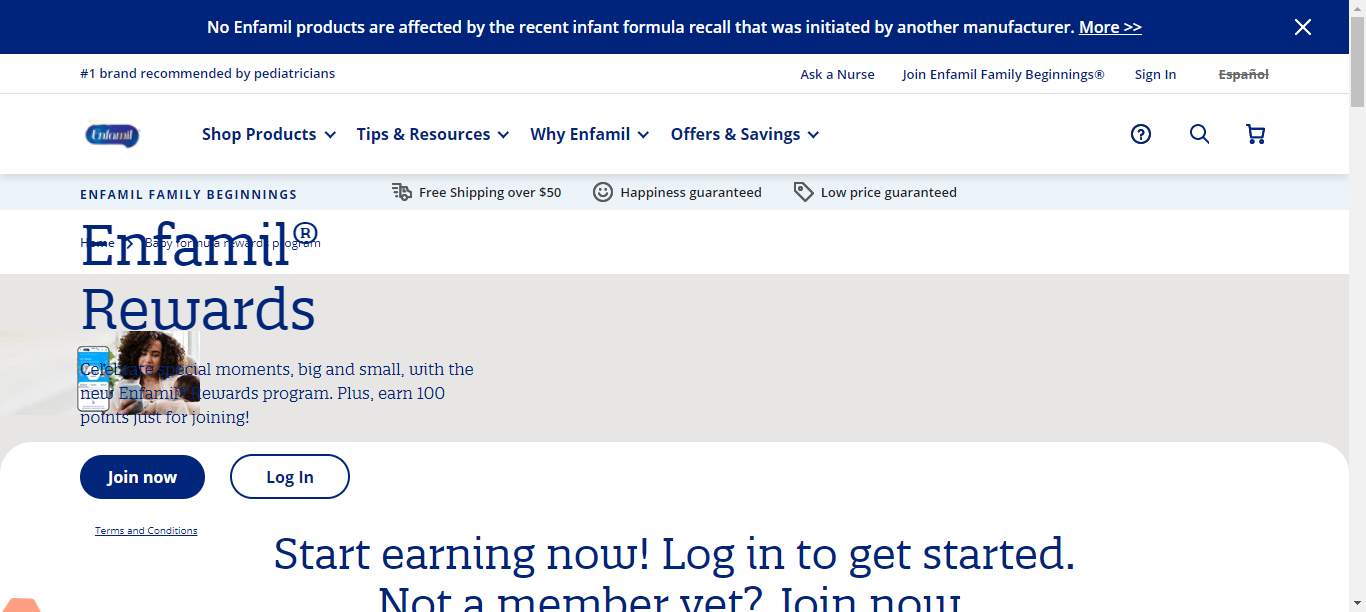 No Enfamil products are affected by the recent infant formula recall that was initiated by another manufacturer. More >>
#1 brand recommended by pediatricians
Ask a Nurse
Join Enfamil Family Beginnings®
Sign In
Español
Enfamil
Shop Products
Tips & Resources
Why Enfamil
Offers & Savings
ENFAMIL FAMILY BEGINNINGS
Free Shipping over $50
Happiness guaranteed
Low price guaranteed
Home > Baby formula rewards program
Enfamil®
Rewards
Celebrate special moments, big and small, with the
new Enfamil® Rewards program. Plus, earn 100
points just for joining!
Join now
Log In
Terms and Conditions
Start earning now! Log in to get started.
Not a member yet? Join now